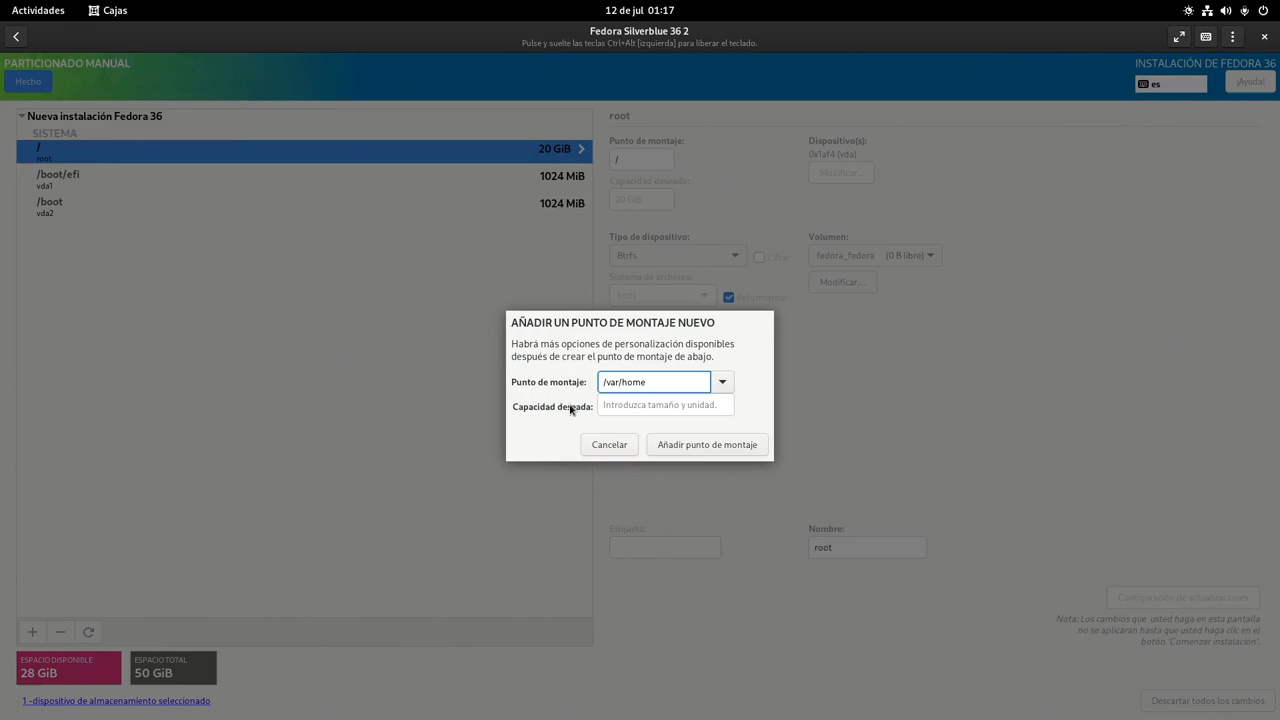 Actividades
Cajas
12 de jul 01:17
Fedora Silverblue 36 2
Pulse y suelte las teclas Ctrl+Alt [izquierda] para liberar el teclado.
PARTICIONADO MANUAL
INSTALACIÓN DE FEDORA 36
Hecho
es
¡Ayuda!
Nueva instalación Fedora 36
SISTEMA
/
root
20 GiB
/boot/efi
vda1
1024 MiB
/boot
vda2
1024 MiB
root
Punto de montaje:
/
Dispositivo(s):
0x1af4 (vda)
Modificar...
Capacidad deseada:
20 GiB
Tipo de dispositivo:
Btrfs
Cifrar
Volumen:
fedora_fedora (0 B libre)
Sistema de archivos:
btrfs
Reformatear
Modificar...
AÑADIR UN PUNTO DE MONTAJE NUEVO
Habrá más opciones de personalización disponibles
después de crear el punto de montaje de abajo.
Punto de montaje:
/var/home
Capacidad deseada:
Introduzca tamaño y unidad.
Cancelar
Añadir punto de montaje
Etiqueta:
Nombre:
root
Configuración de actualizaciones
Nota: Los cambios que usted haga en esta pantalla
no se aplicaran hasta que usted haga clic en el
botón 'Comenzar instalación'.
ESPACIO DISPONIBLE
28 GiB
ESPACIO TOTAL
50 GiB
1 -dispositivo de almacenamiento seleccionado
Descartar todos los cambios